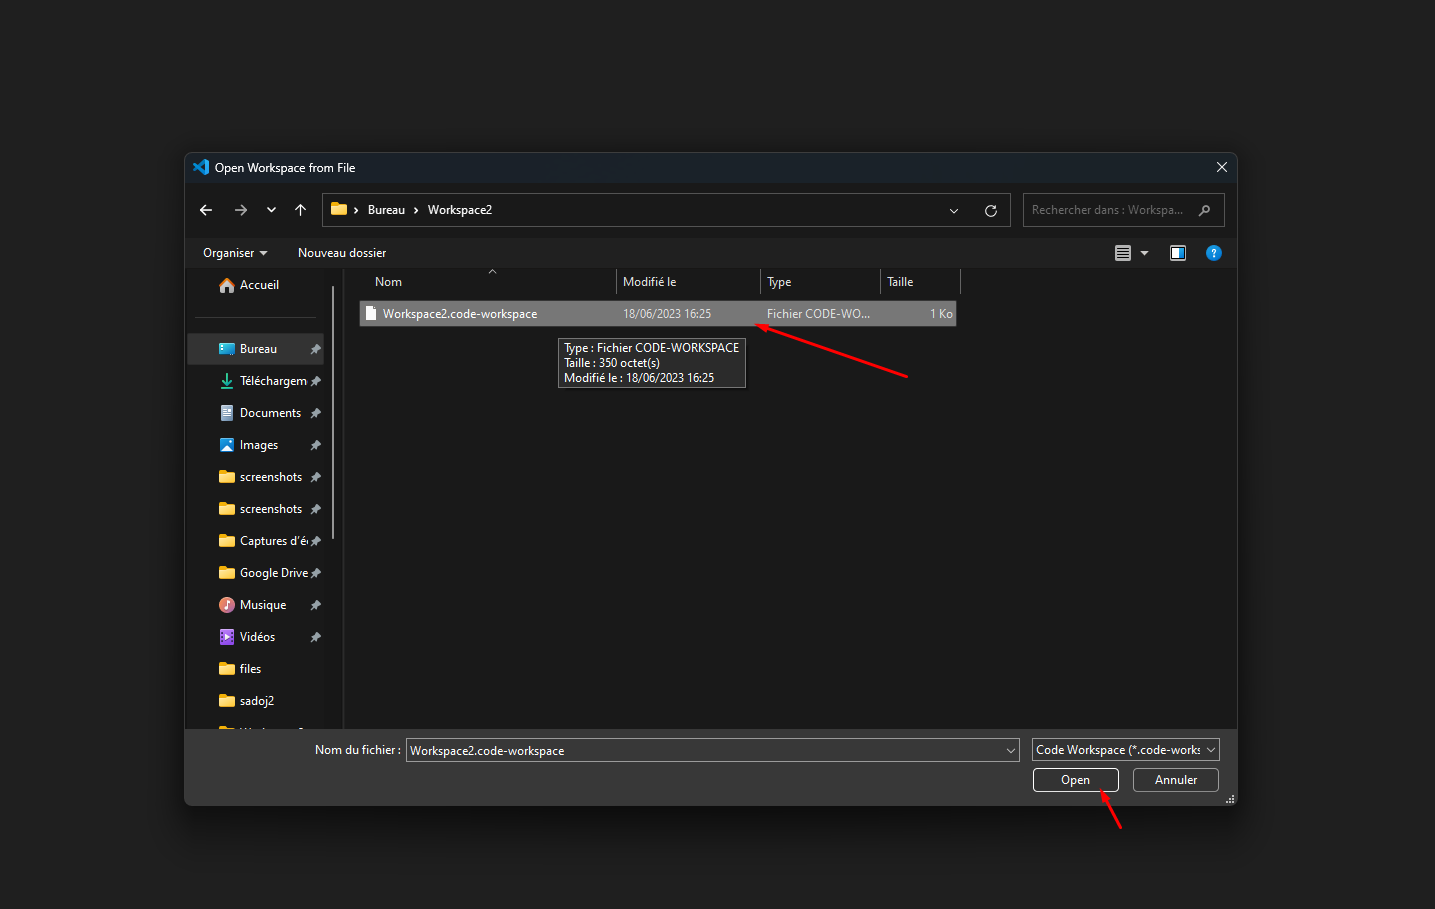 Open Workspace from File
Bureau > Workspace2
Rechercher dans : Workspa...
Organiser
Nouveau dossier
Nom
Modifié le
Type
Taille
Accueil
Workspace2.code-workspace
18/06/2023 16:25
Fichier CODE-WO...
1 Ko
Type : Fichier CODE-WORKSPACE
Taille : 350 octet(s)
Modifié le : 18/06/2023 16:25
Bureau
Téléchargem
Documents
Images
screenshots
screenshots
Captures d'é
Google Drive
Musique
Vidéos
files
sadoj2
Nom du fichier :
Workspace2.code-workspace
Code Workspace (*.code-works
Open
Annuler